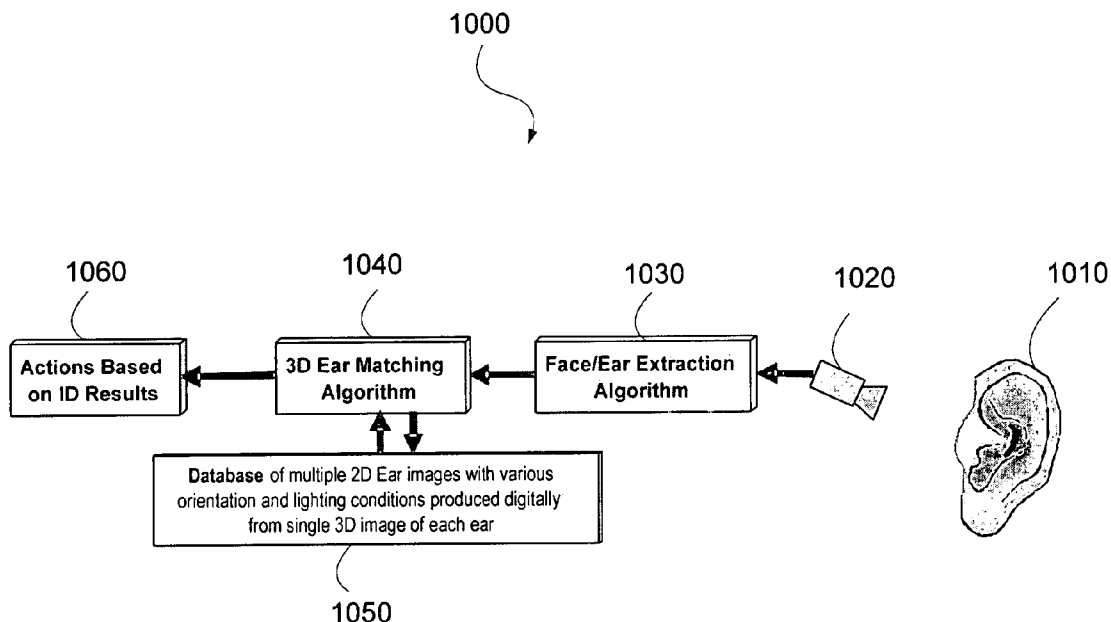 1000
1060
1040
1030
1020
1010
Actions Based
on ID Results
3D Ear Matching
Algorithm
Face/Ear Extraction
Algorithm
Database of multiple 2D Ear images with various
orientation and lighting conditions produced digitally
from single 3D image of each ear
1050